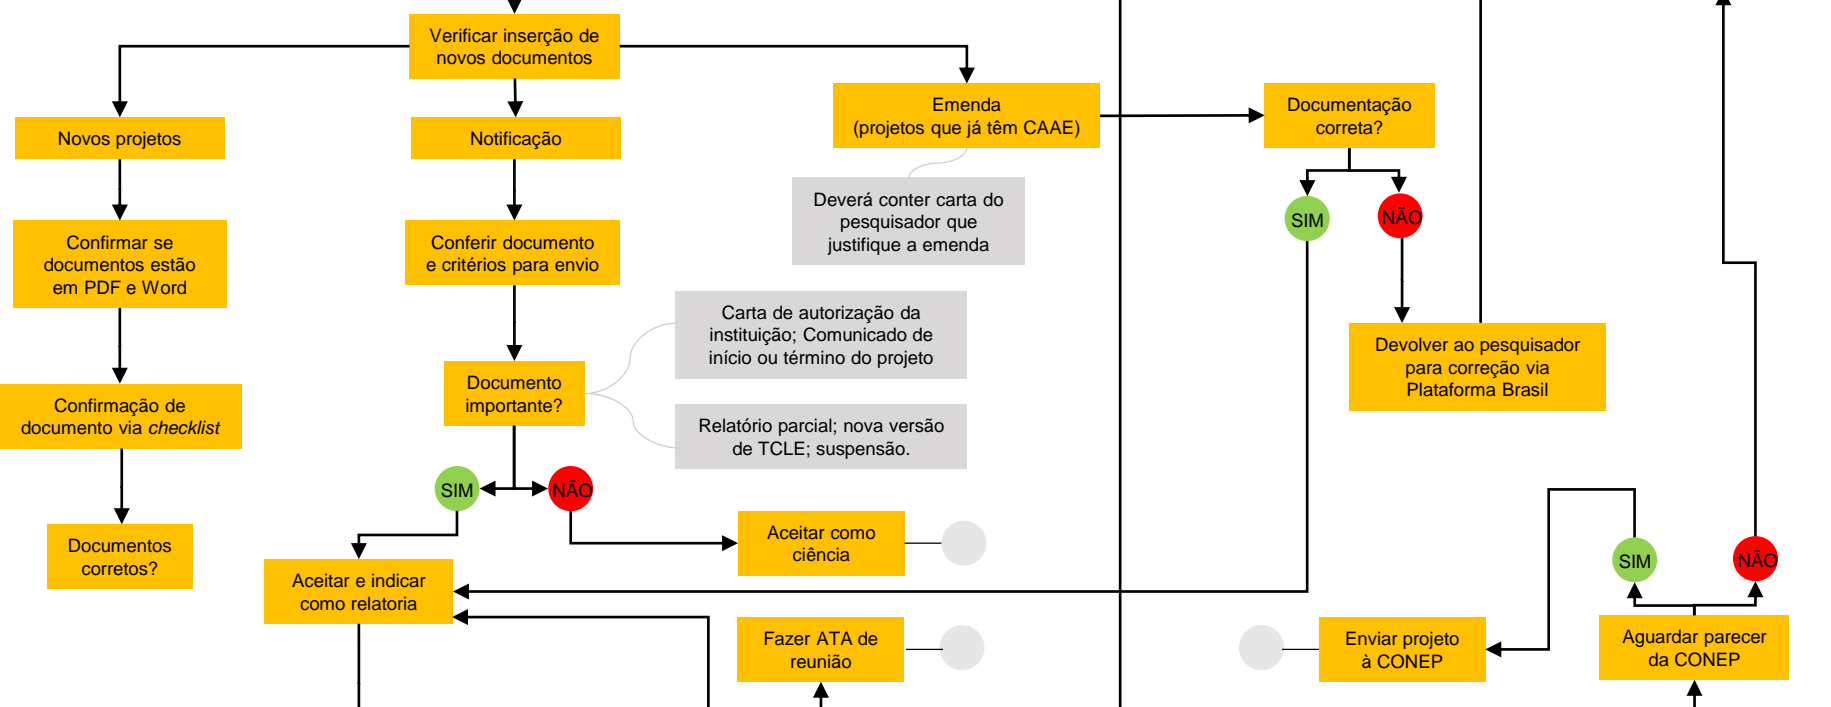 Verificar inserção de
novos documentos
Novos projetos
Notificação
Emenda
(projetos que já têm CAAE)
Documentação
correta?
Deverá conter carta do
pesquisador que
justifique a emenda
SIM
NÃO
Confirmar se
documentos estão
em PDF e Word
Conferir documento
e critérios para envio
Carta de autorização da
instituição; Comunicado de
início ou término do projeto
Devolver ao pesquisador
para correção via
Plataforma Brasil
Documento
importante?
Confirmação de
documento via checklist
Relatório parcial; nova versão
de TCLE; suspensão.
SIM
NÃO
Documentos
corretos?
Aceitar como
ciência
SIM
NÃO
Aceitar e indicar
como relatoria
Fazer ATA de
reunião
Enviar projeto
à CONEP
Aguardar parecer
da CONEP